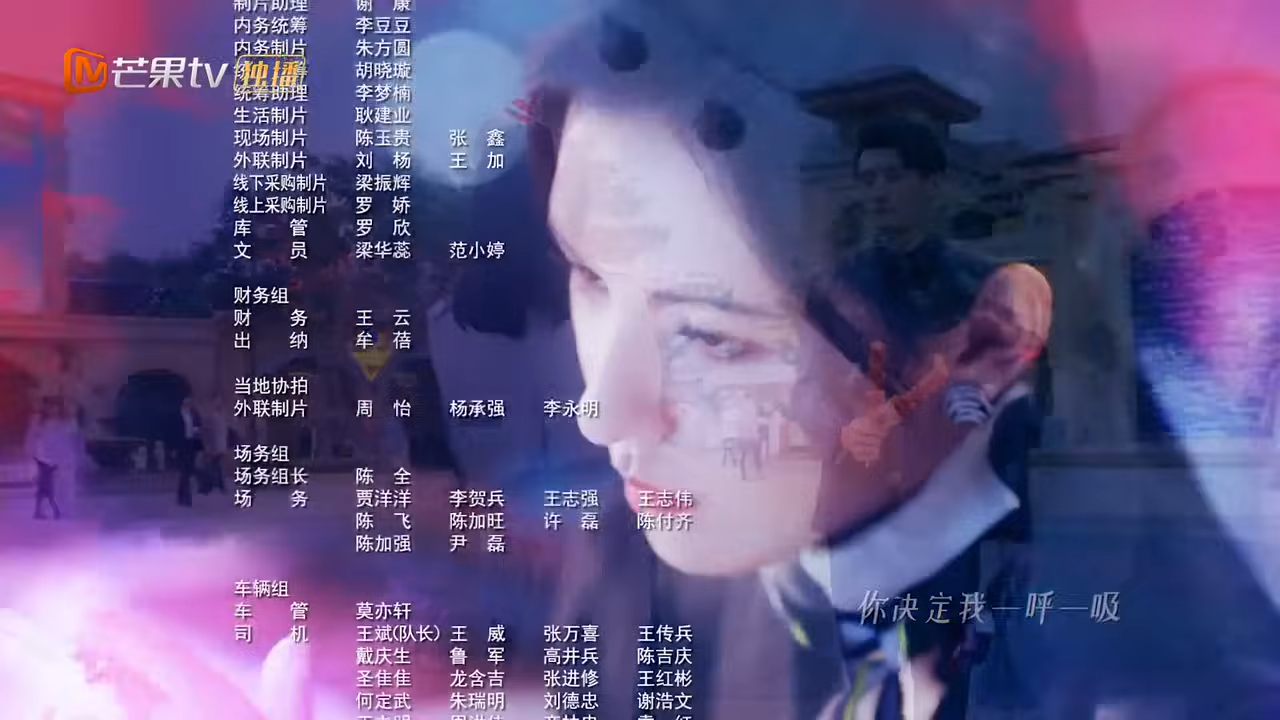 制片助理 谢 康
内务统筹 李豆豆
内务制片 朱方圆
芒果tv 独播
胡晓璇
统筹助理 李梦楠
生活制片 耿建业
现场制片 陈玉贵 张 鑫
外联制片 刘 杨 王 加
线下采购制片 梁振辉
线上采购制片 罗 娇
库 管 罗 欣
文 员 梁华蕊 范小婷
财务组
财 务 王 云
出 纳 牟 蓓
当地协拍
外联制片 周 怡 杨承强 李永明
场务组
场务组长 陈 全
场 务 贾洋洋 李贺兵 王志强 王志伟
陈 飞 陈加旺 许 磊 陈付齐
陈加强 尹 磊
车辆组
车 管 莫亦轩
你决定我一呼一吸
司 机 王斌(队长) 王 威 张万喜 王传兵
戴庆生 鲁 军 高井兵 陈吉庆
圣佳佳 龙含吉 张进修 王红彬
何定武 朱瑞明 刘德忠 谢浩文